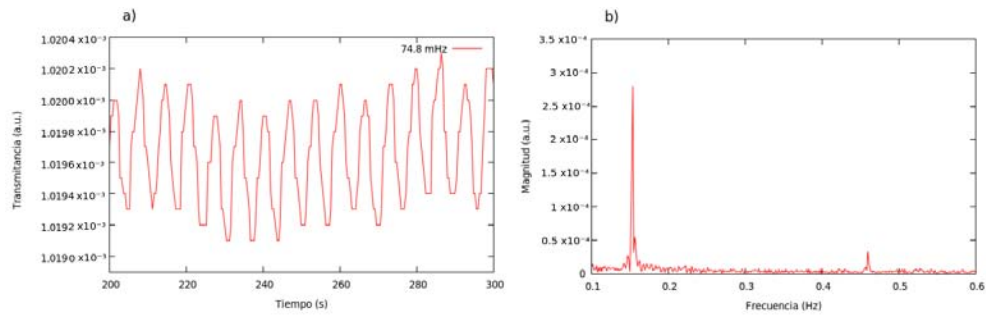 a)
1.0204 x10⁻³
1.0202 x10⁻³
1.0200 x10⁻³
1.0198 x10⁻³
1.0196 x10⁻³
1.0194 x10⁻³
1.0192 x10⁻³
1.0190 x10⁻³
Transmitancia (a.u.)
74.8 mHz
200 220 240 260 280 300
Tiempo (s)
b)
3.5 x10⁻⁴
3 x10⁻⁴
2.5 x10⁻⁴
2 x10⁻⁴
1.5 x10⁻⁴
1 x10⁻⁴
0.5 x10⁻⁴
0
Magnitud (a.u.)
0.1 0.2 0.3 0.4 0.5 0.6
Frecuencia (Hz)